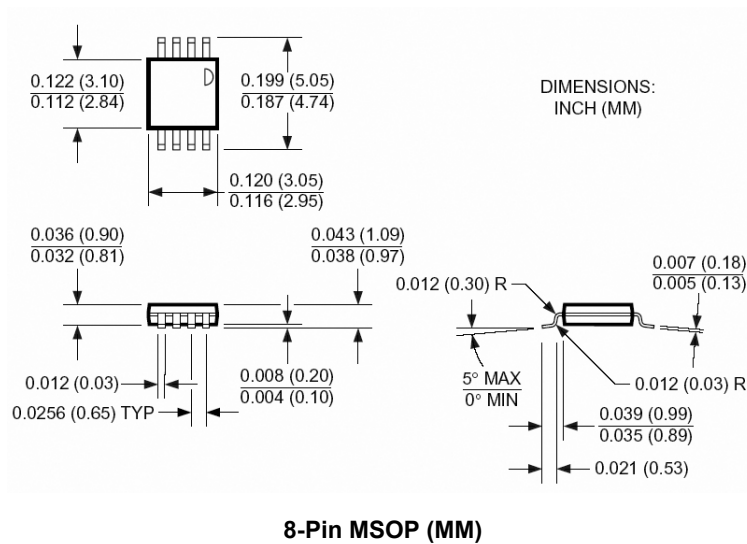 0.122 (3.10)
0.112 (2.84)
0.199 (5.05)
0.187 (4.74)
DIMENSIONS:
INCH (MM)
0.120 (3.05)
0.116 (2.95)
0.036 (0.90)
0.032 (0.81)
0.043 (1.09)
0.038 (0.97)
0.007 (0.18)
0.005 (0.13)
0.012 (0.30) R
0.012 (0.03)
0.008 (0.20)
0.004 (0.10)
5° MAX
0° MIN
0.012 (0.03) R
0.0256 (0.65) TYP
0.039 (0.99)
0.035 (0.89)
0.021 (0.53)
8-Pin MSOP (MM)